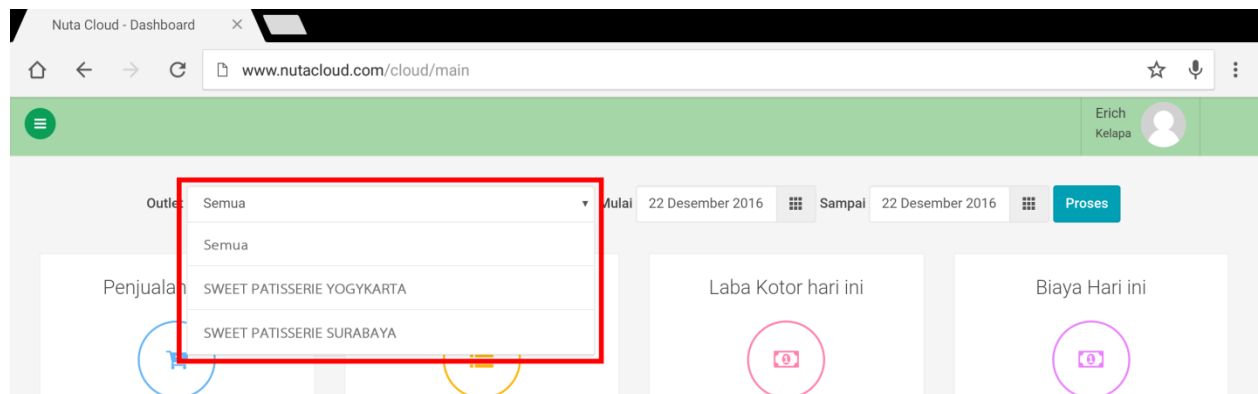 Nuta Cloud - Dashboard
www.nutacloud.com/cloud/main
Erich
Kelapa
Outlet Semua Mulai 22 Desember 2016 Sampai 22 Desember 2016 Proses
Semua
SWEET PATISSERIE YOGYKARTA
SWEET PATISSERIE SURABAYA
Penjualan Laba Kotor hari ini Biaya Hari ini